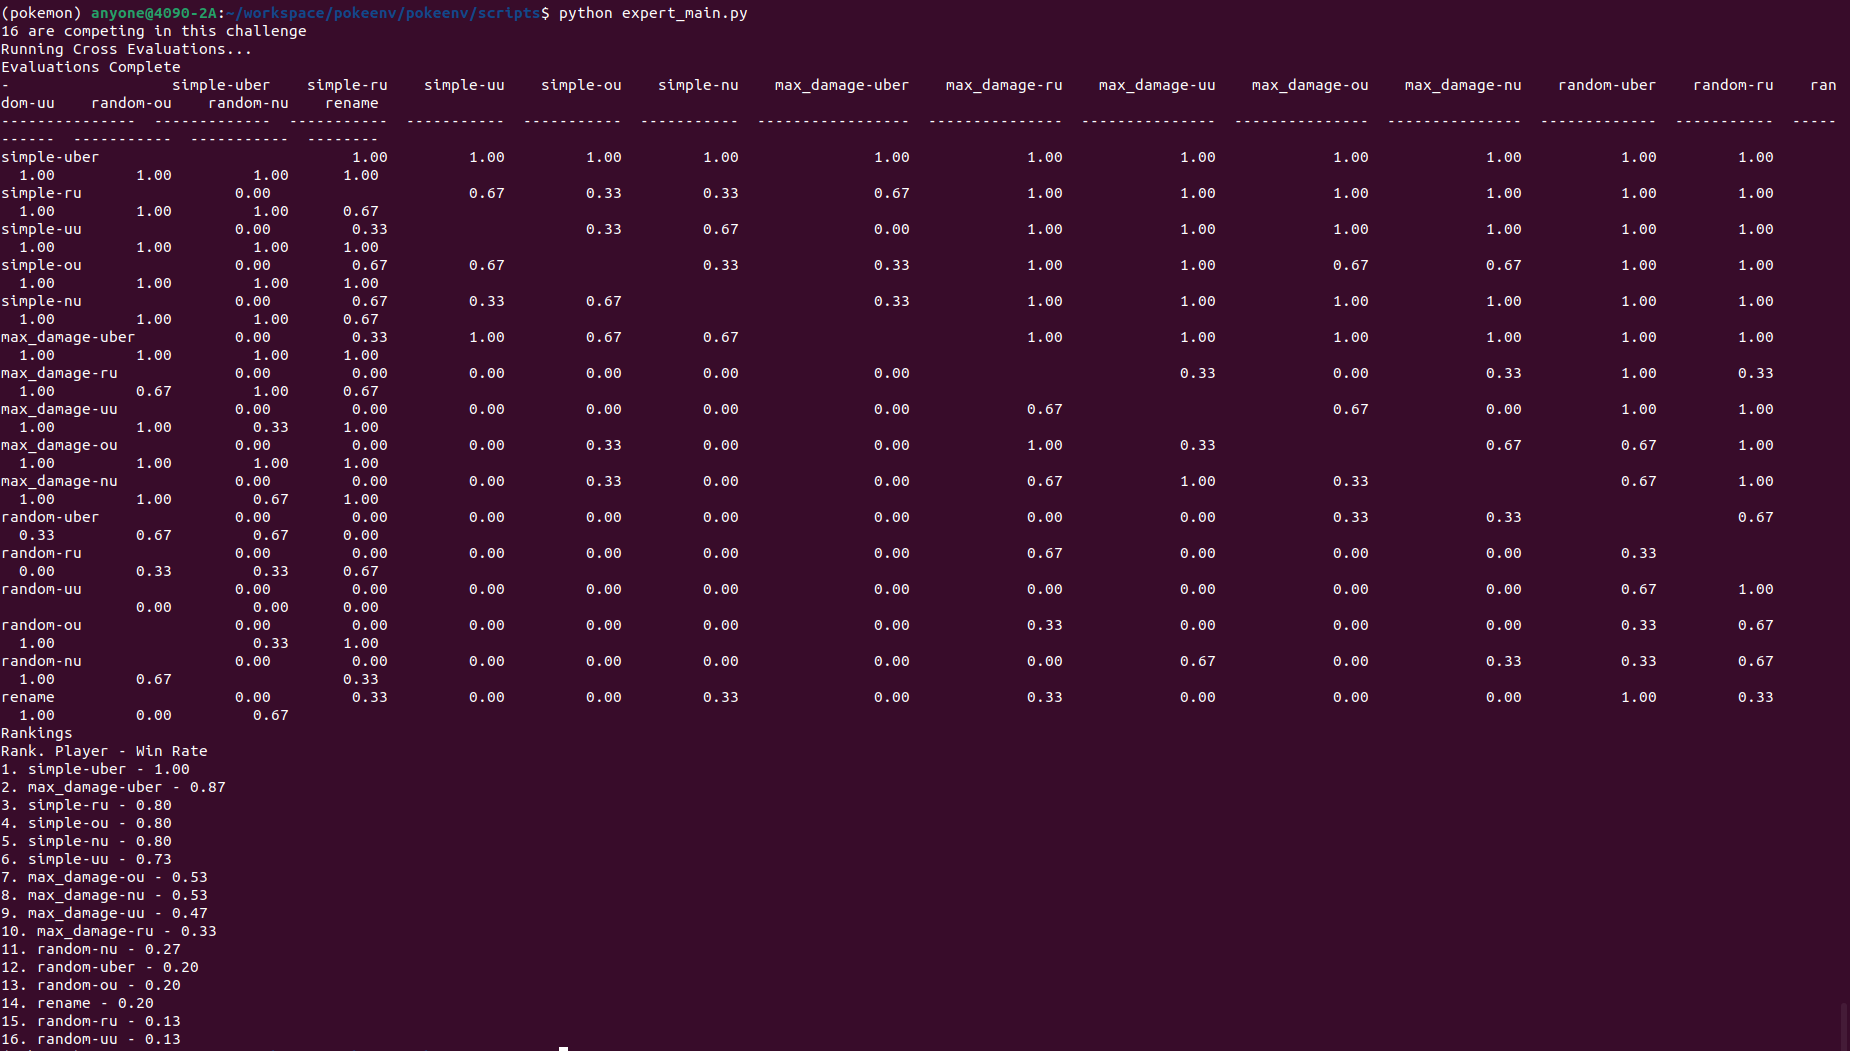 (pokemon) anyone@4090-2A:~/workspace/pokeenv/pokeenv/scripts$ python expert_main.py
16 are competing in this challenge
Running Cross Evaluations...
Evaluations Complete
-                  simple-uber    simple-ru    simple-uu    simple-ou    simple-nu    max_damage-uber    max_damage-ru    max_damage-uu    max_damage-ou    max_damage-nu    random-uber    random-ru    ran
dom-uu    random-ou    random-nu    rename
---------------  -------------  -----------  -----------  -----------  -----------  -----------------  ---------------  ---------------  ---------------  ---------------  -------------  -----------  -----
------  -----------  -----------  --------
simple-uber                            1.00         1.00         1.00         1.00               1.00             1.00             1.00             1.00             1.00           1.00         1.00
  1.00         1.00         1.00      1.00
simple-ru                 0.00                      0.67         0.33         0.33               0.67             1.00             1.00             1.00             1.00           1.00         1.00
  1.00         1.00         1.00      0.67
simple-uu                 0.00         0.33                      0.33         0.67               0.00             1.00             1.00             1.00             1.00           1.00         1.00
  1.00         1.00         1.00      1.00
simple-ou                 0.00         0.67         0.67                      0.33               0.33             1.00             1.00             0.67             0.67           1.00         1.00
  1.00         1.00         1.00      1.00
simple-nu                 0.00         0.67         0.33         0.67                            0.33             1.00             1.00             1.00             1.00           1.00         1.00
  1.00         1.00         1.00      0.67
max_damage-uber           0.00         0.33         1.00         0.67         0.67                                1.00             1.00             1.00             1.00           1.00         1.00
  1.00         1.00         1.00      1.00
max_damage-ru             0.00         0.00         0.00         0.00         0.00               0.00                              0.33             0.00             0.33           1.00         0.33
  1.00         0.67         1.00      0.67
max_damage-uu             0.00         0.00         0.00         0.00         0.00               0.00             0.67                              0.67             0.00           1.00         1.00
  1.00         1.00         0.33      1.00
max_damage-ou             0.00         0.00         0.00         0.33         0.00               0.00             1.00             0.33                              0.67           0.67         1.00
  1.00         1.00         1.00      1.00
max_damage-nu             0.00         0.00         0.00         0.33         0.00               0.00             0.67             1.00             0.33                            0.67         1.00
  1.00         1.00         0.67      1.00
random-uber               0.00         0.00         0.00         0.00         0.00               0.00             0.00             0.00             0.33             0.33                        0.67
  0.33         0.67         0.67      0.00
random-ru                 0.00         0.00         0.00         0.00         0.00               0.00             0.67             0.00             0.00             0.00           0.33
  0.00         0.33         0.33      0.67
random-uu                 0.00         0.00         0.00         0.00         0.00               0.00             0.00             0.00             0.00             0.00           0.67         1.00
               0.00         0.00      0.00
random-ou                 0.00         0.00         0.00         0.00         0.00               0.00             0.33             0.00             0.00             0.00           0.33         0.67
  1.00                      0.33      1.00
random-nu                 0.00         0.00         0.00         0.00         0.00               0.00             0.00             0.67             0.00             0.33           0.33         0.67
  1.00         0.67                   0.33
rename                    0.00         0.33         0.00         0.00         0.33               0.00             0.33             0.00             0.00             0.00           1.00         0.33
  1.00         0.00         0.67
Rankings
Rank. Player - Win Rate
1. simple-uber - 1.00
2. max_damage-uber - 0.87
3. simple-ru - 0.80
4. simple-ou - 0.80
5. simple-nu - 0.80
6. simple-uu - 0.73
7. max_damage-ou - 0.53
8. max_damage-nu - 0.53
9. max_damage-uu - 0.47
10. max_damage-ru - 0.33
11. random-nu - 0.27
12. random-uber - 0.20
13. random-ou - 0.20
14. rename - 0.20
15. random-ru - 0.13
16. random-uu - 0.13